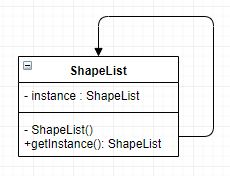 ShapeList
- instance : ShapeList
- ShapeList()
+getInstance(): ShapeList